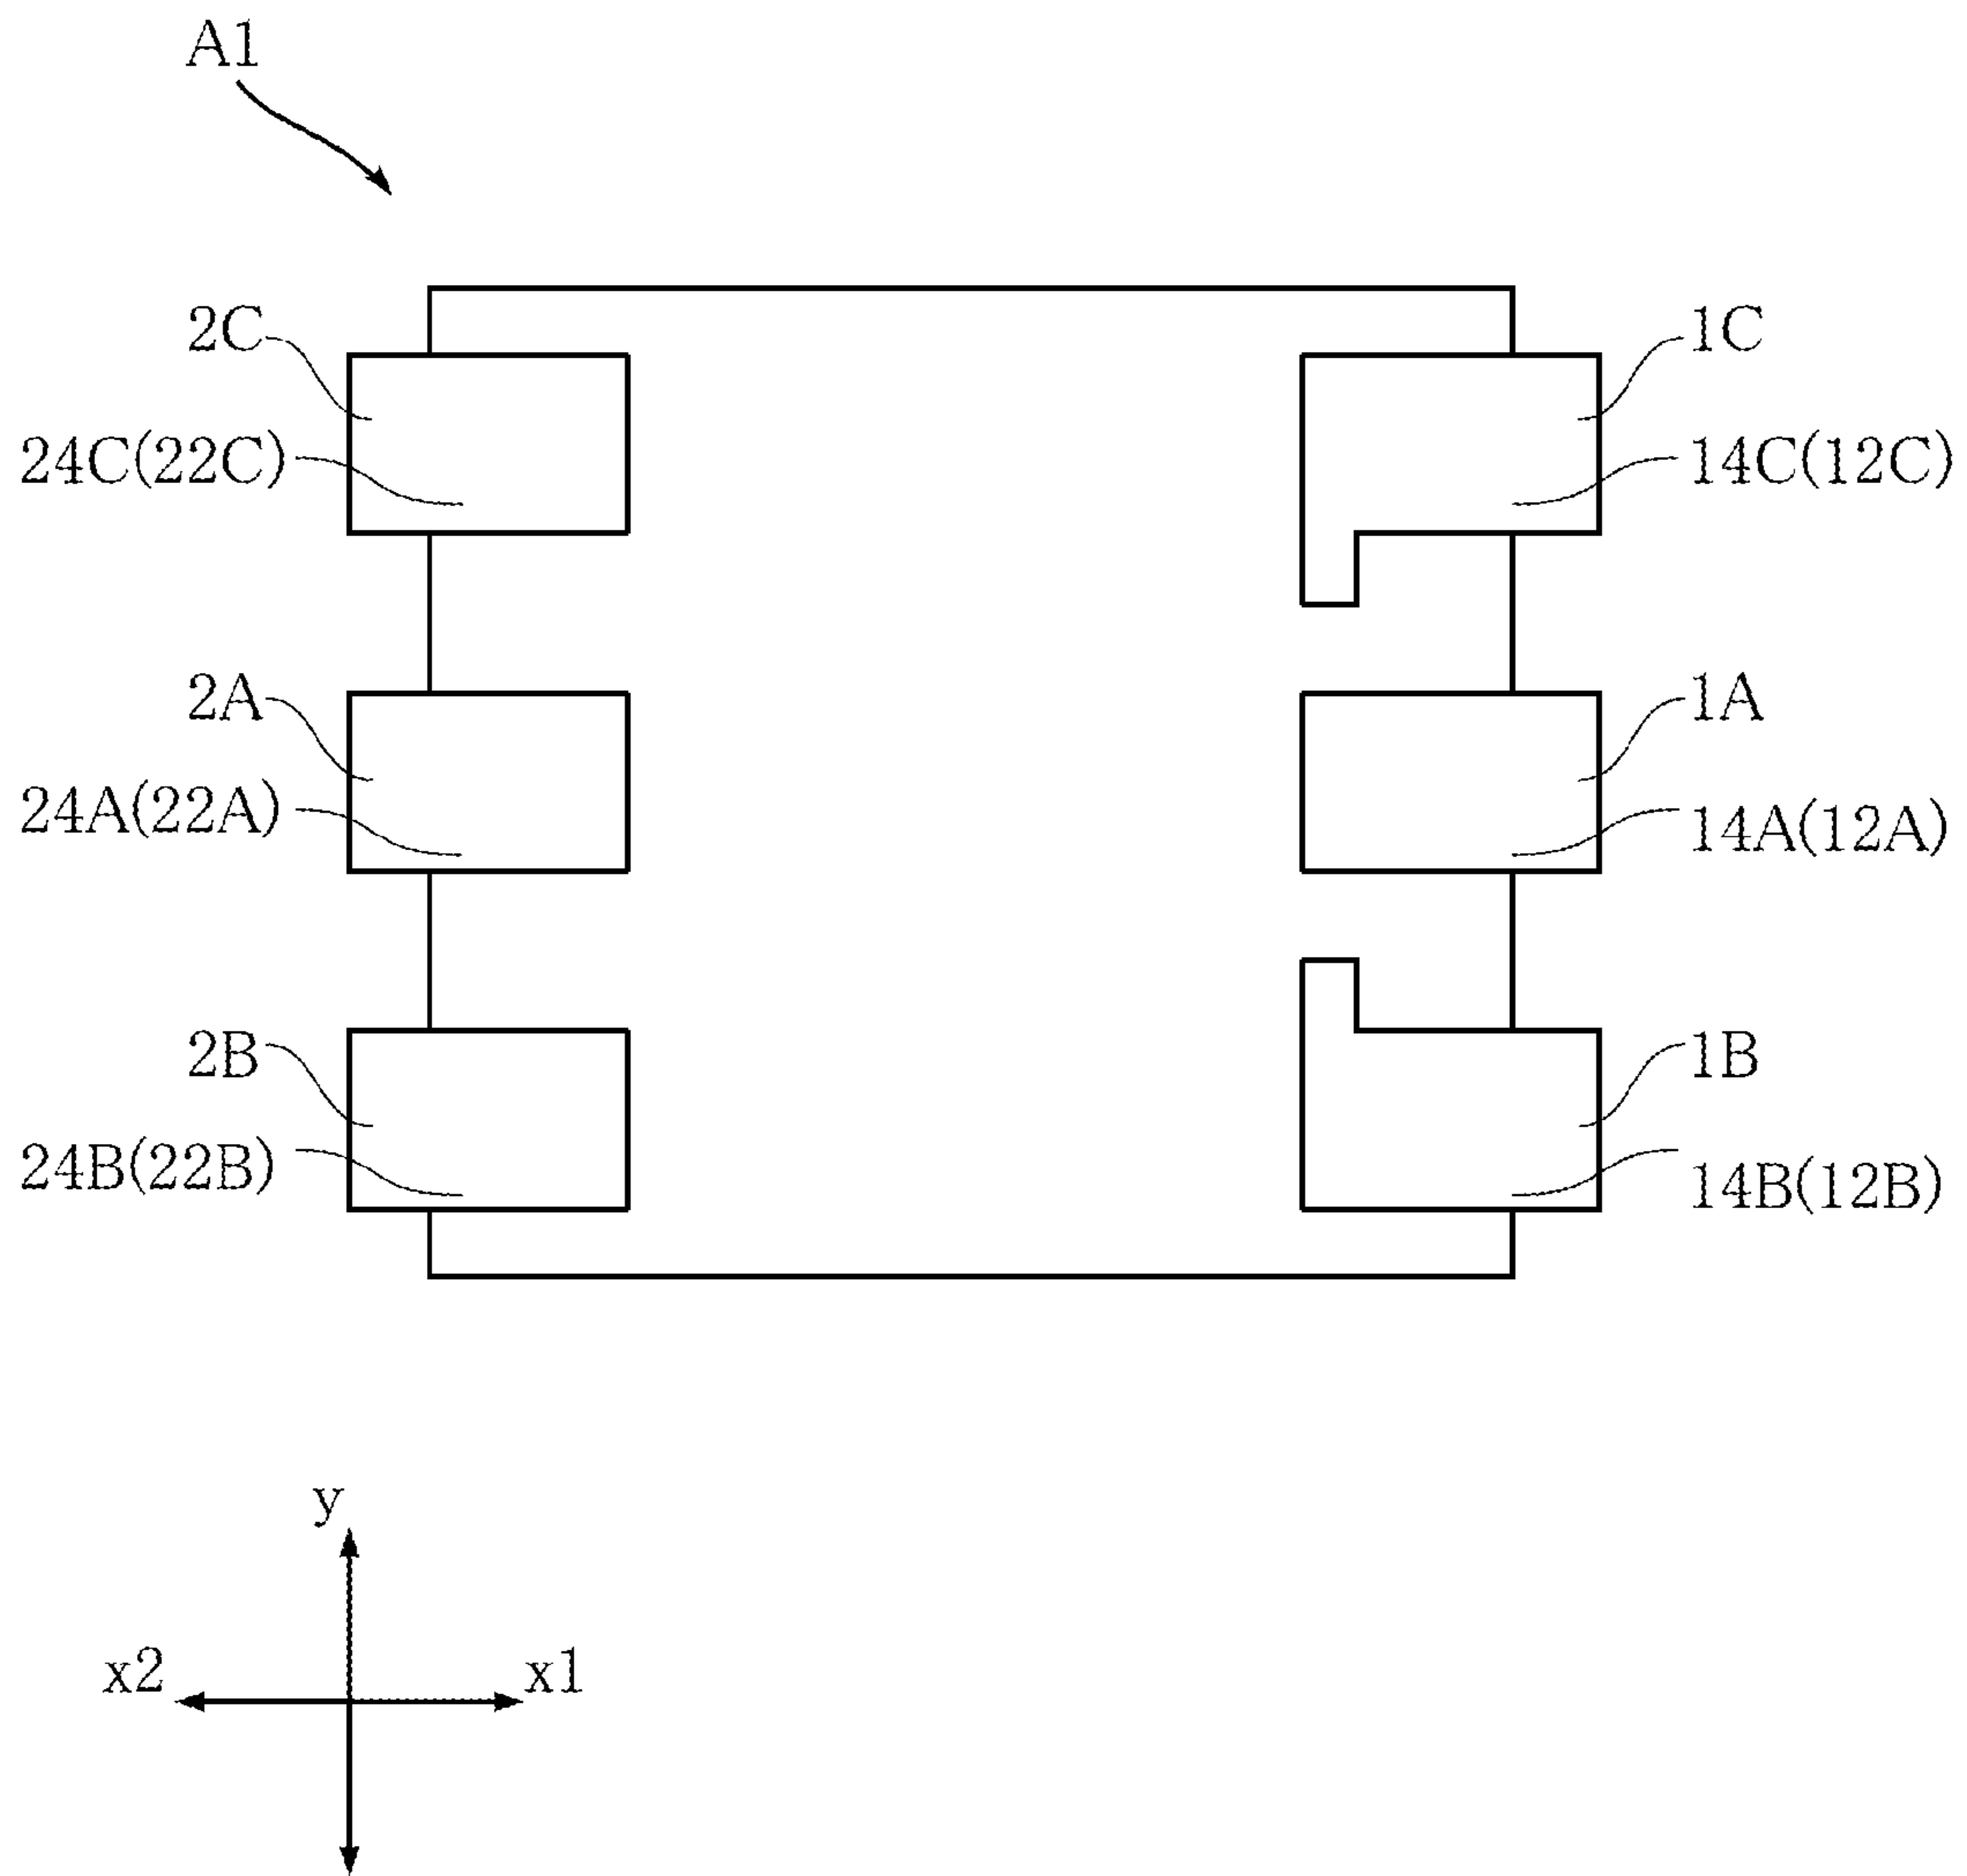 A1
2C
1C
24C(22C)
14C(12C)
2A
1A
24A(22A)
14A(12A)
2B
1B
24B(22B)
14B(12B)
y
x2
x1